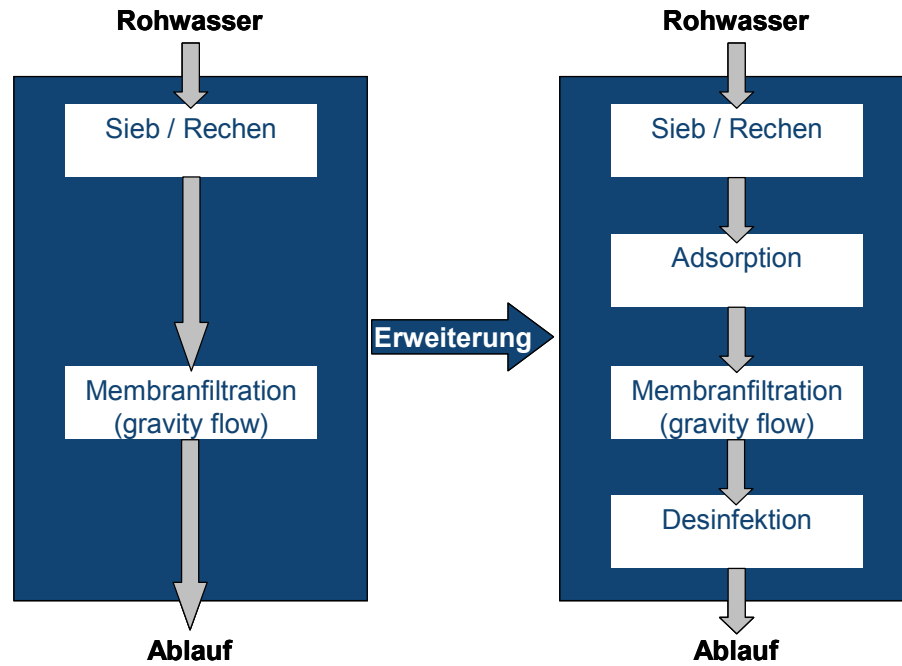 Rohwasser
Sieb / Rechen
Membranfiltration
(gravity flow)
Ablauf
Erweiterung
Rohwasser
Sieb / Rechen
Adsorption
Membranfiltration
(gravity flow)
Desinfektion
Ablauf